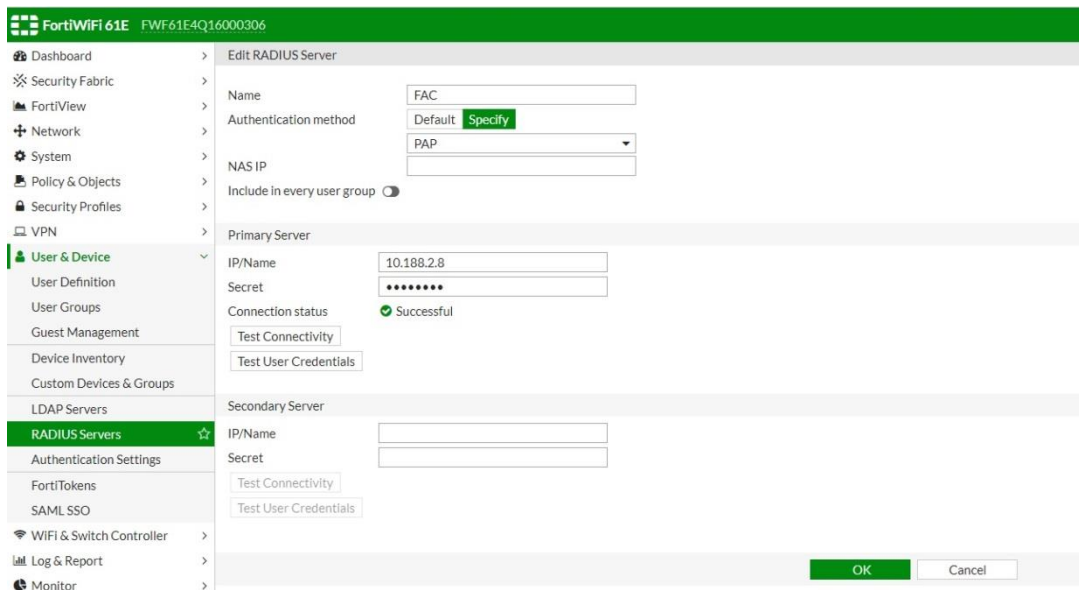 FortiWiFi 61E FWF61E4Q16000306
Dashboard
Security Fabric
FortiView
Network
System
Policy & Objects
Security Profiles
VPN
User & Device
User Definition
User Groups
Guest Management
Device Inventory
Custom Devices & Groups
LDAP Servers
RADIUS Servers
Authentication Settings
FortiTokens
SAML SSO
WiFi & Switch Controller
Log & Report
Monitor
Edit RADIUS Server
Name FAC
Authentication method Default Specify
PAP
NAS IP
Include in every user group
Primary Server
IP/Name 10.188.2.8
Secret ••••••••
Connection status Successful
Test Connectivity
Test User Credentials
Secondary Server
IP/Name
Secret
Test Connectivity
Test User Credentials
OK Cancel